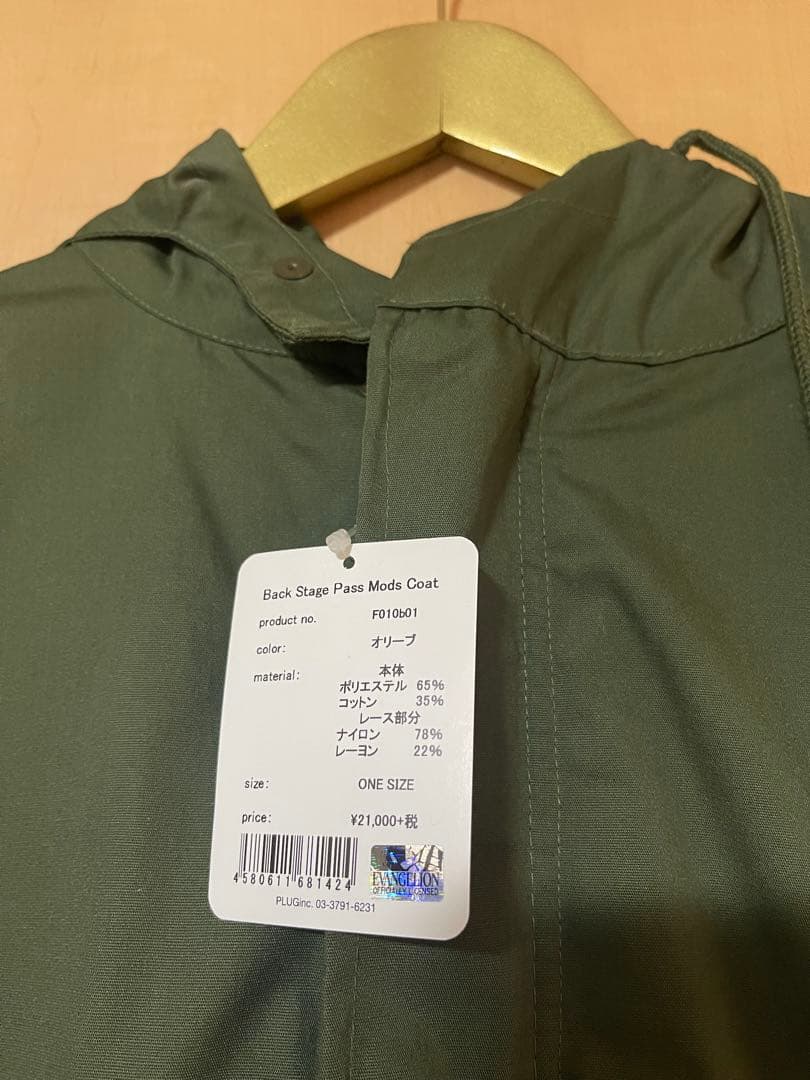 Back Stage Pass Mods Coat
product no. F010b01
color: オリーブ
material: 本体
ポリエステル 65%
コットン 35%
レース部分
ナイロン 78%
レーヨン 22%
size: ONE SIZE
price: ¥21,000+税
4580611681424
EVANGELION
OFFICIALLY LICENSED
PLUGinc. 03-3791-6231